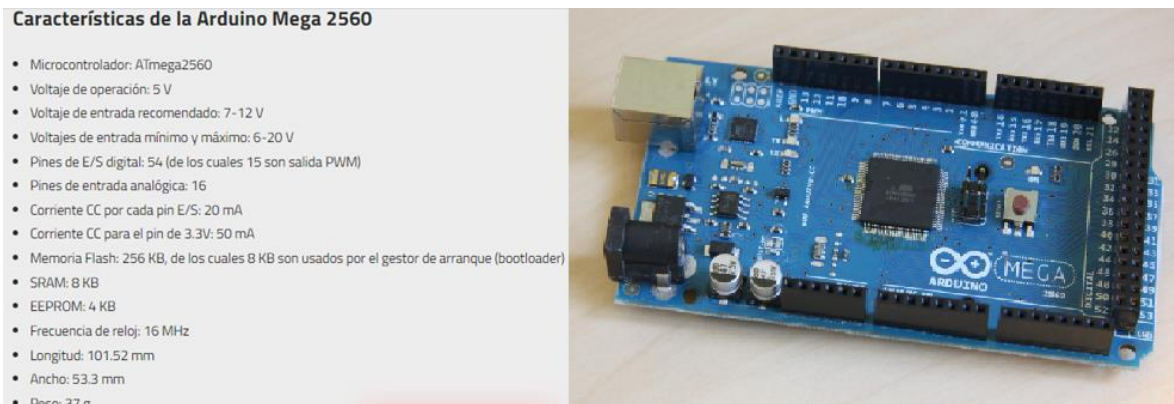 Características de la Arduino Mega 2560
Microcontrolador: ATmega2560
Voltaje de operación: 5 V
Voltaje de entrada recomendado: 7-12 V
Voltajes de entrada mínimo y máximo: 6-20 V
Pines de E/S digital: 54 (de los cuales 15 son salida PWM)
Pines de entrada analógica: 16
Corriente CC por cada pin E/S: 20 mA
Corriente CC para el pin de 3.3V: 50 mA
Memoria Flash: 256 KB, de los cuales 8 KB son usados por el gestor de arranque (bootloader)
SRAM: 8 KB
EEPROM: 4 KB
Frecuencia de reloj: 16 MHz
Longitud: 101.52 mm
Ancho: 53.3 mm
Peso: 37 g
MEGA
ARDUINO
2560
DIGITAL